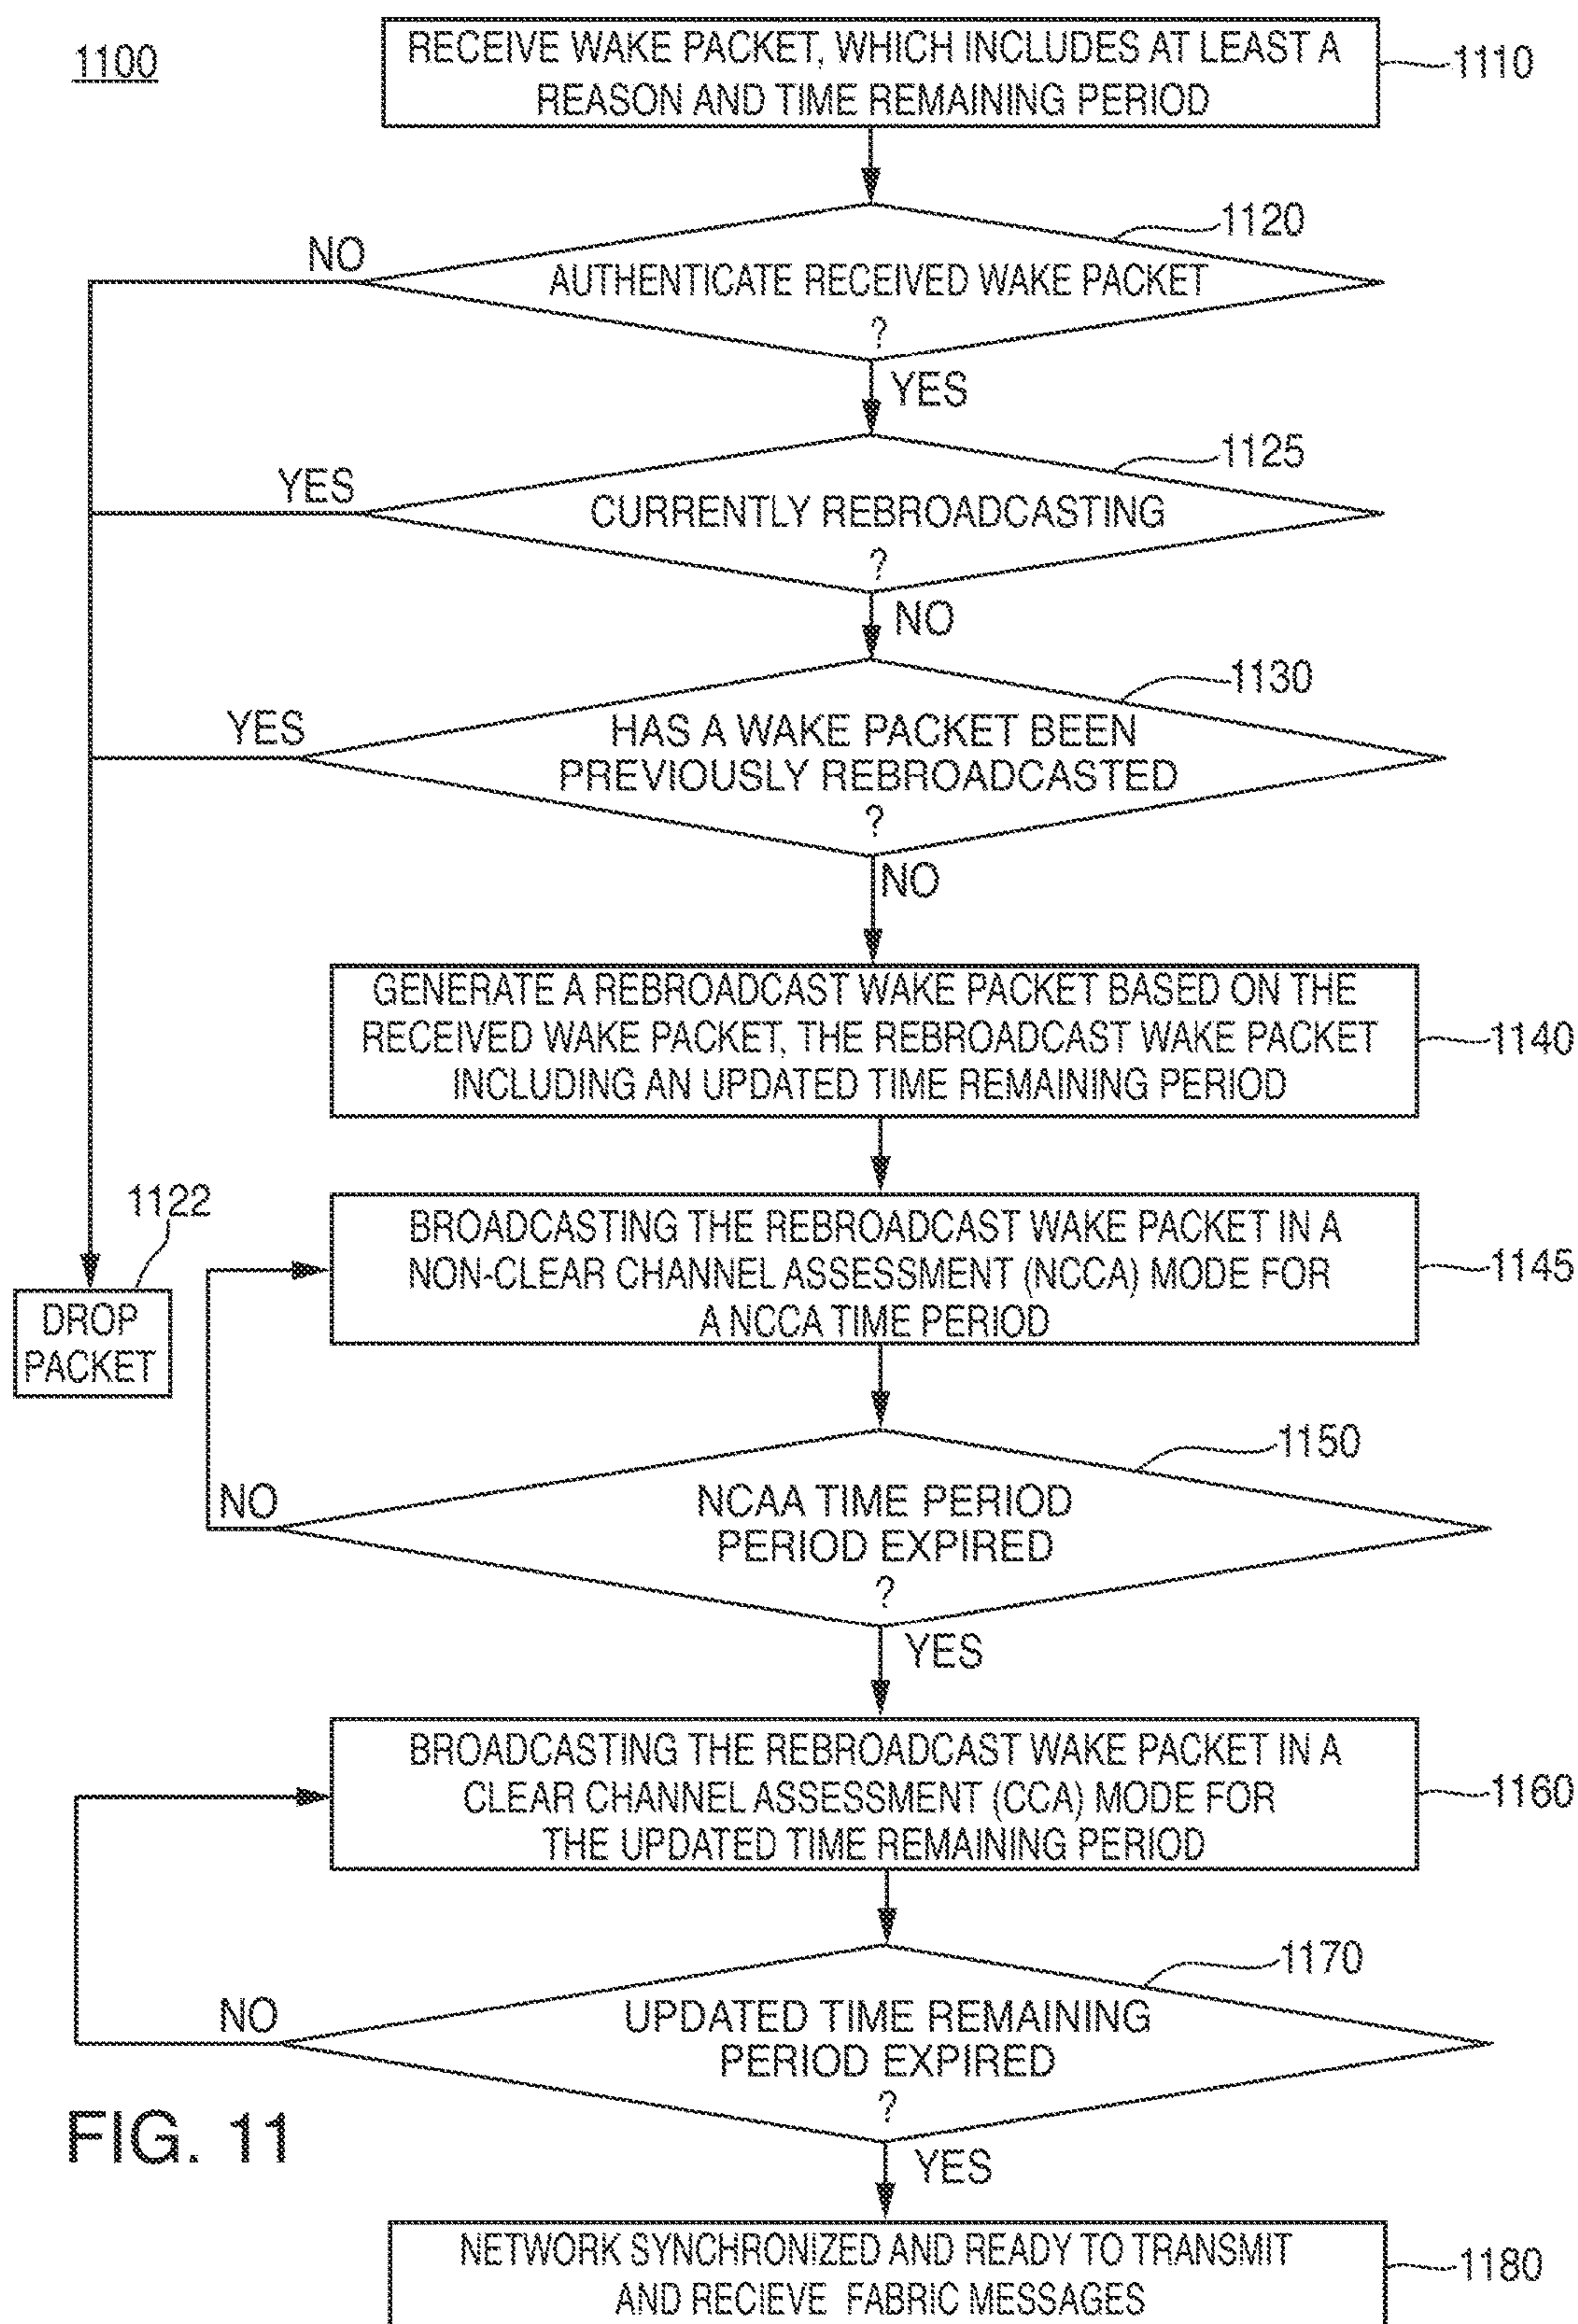 1100
RECEIVE WAKE PACKET, WHICH INCLUDES AT LEAST A
REASON AND TIME REMAINING PERIOD
1110
1120
NO
AUTHENTICATE RECEIVED WAKE PACKET
?
YES
1125
YES
CURRENTLY REBROADCASTING
?
NO
1130
YES
HAS A WAKE PACKET BEEN
PREVIOUSLY REBROADCASTED
?
NO
GENERATE A REBROADCAST WAKE PACKET BASED ON THE
RECEIVED WAKE PACKET, THE REBROADCAST WAKE PACKET
INCLUDING AN UPDATED TIME REMAINING PERIOD
1140
1122
DROP
PACKET
BROADCASTING THE REBROADCAST WAKE PACKET IN A
NON-CLEAR CHANNEL ASSESSMENT (NCCA) MODE FOR
A NCCA TIME PERIOD
1145
1150
NO
NCAA TIME PERIOD
PERIOD EXPIRED
?
YES
BROADCASTING THE REBROADCAST WAKE PACKET IN A
CLEAR CHANNEL ASSESSMENT (CCA) MODE FOR
THE UPDATED TIME REMAINING PERIOD
1160
1170
NO
UPDATED TIME REMAINING
PERIOD EXPIRED
?
YES
FIG. 11
NETWORK SYNCHRONIZED AND READY TO TRANSMIT
AND RECIEVE FABRIC MESSAGES
1180